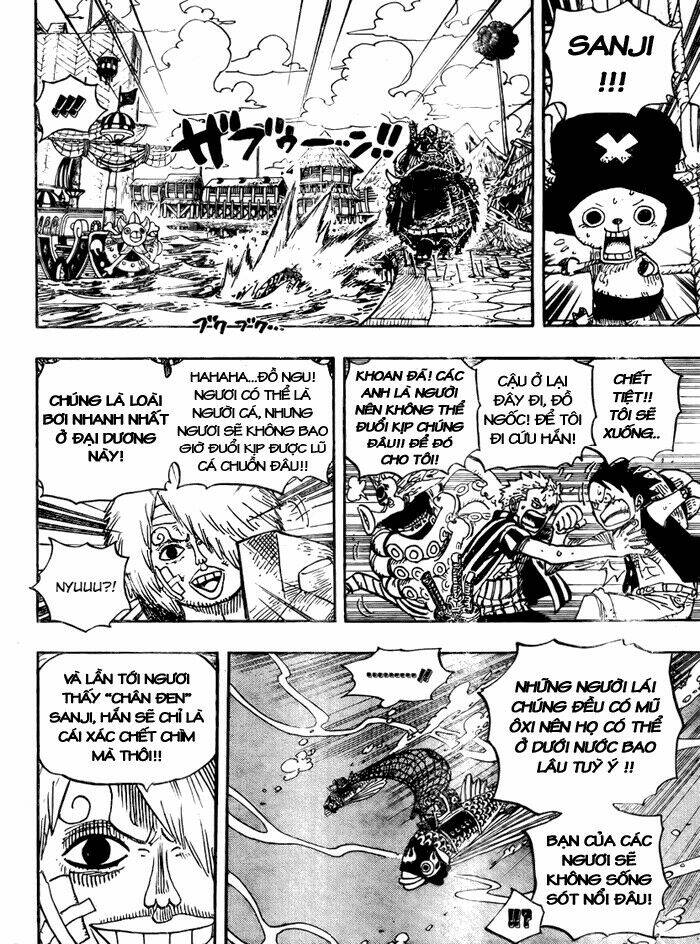 SANJI
!!!
!!!
ザブゥーーン!!
ブクブク...
CHẾT
TIỆT!!
TÔI SẼ
XUỐNG..
CẬU Ở LẠI
ĐÂY ĐI, ĐỒ
NGỐC! ĐỂ TÔI
ĐI CỨU HẮN!
KHOAN ĐÃ! CÁC
ANH LÀ NGƯỜI
NÊN KHÔNG THỂ
ĐUỔI KỊP CHÚNG
ĐÂU!! ĐỂ ĐÓ
CHO TÔI!
HAHAHA...ĐỒ NGU!
NGƯƠI CÓ THỂ LÀ
NGƯỜI CÁ, NHƯNG
NGƯƠI SẼ KHÔNG BAO
GIỜ ĐUỔI KỊP ĐƯỢC LŨ
CÁ CHUỒN ĐÂU!!
CHÚNG LÀ LOÀI
BƠI NHANH NHẤT
Ở ĐẠI DƯƠNG
NÀY!
NYUUU?!
NHỮNG NGƯỜI LÁI
CHÚNG ĐỀU CÓ MŨ
ÔXI NÊN HỌ CÓ THỂ
Ở DƯỚI NƯỚC BAO
LÂU TUỲ Ý !!
.........!!
BẠN CỦA CÁC
NGƯƠI SẼ
KHÔNG SỐNG
SÓT NỔI ĐÂU!
!!?
VÀ LẦN TỚI NGƯƠI
THẤY "CHÂN ĐEN"
SANJI, HẮN SẼ CHỈ LÀ
CÁI XÁC CHẾT CHÌM
MÀ THÔI!!